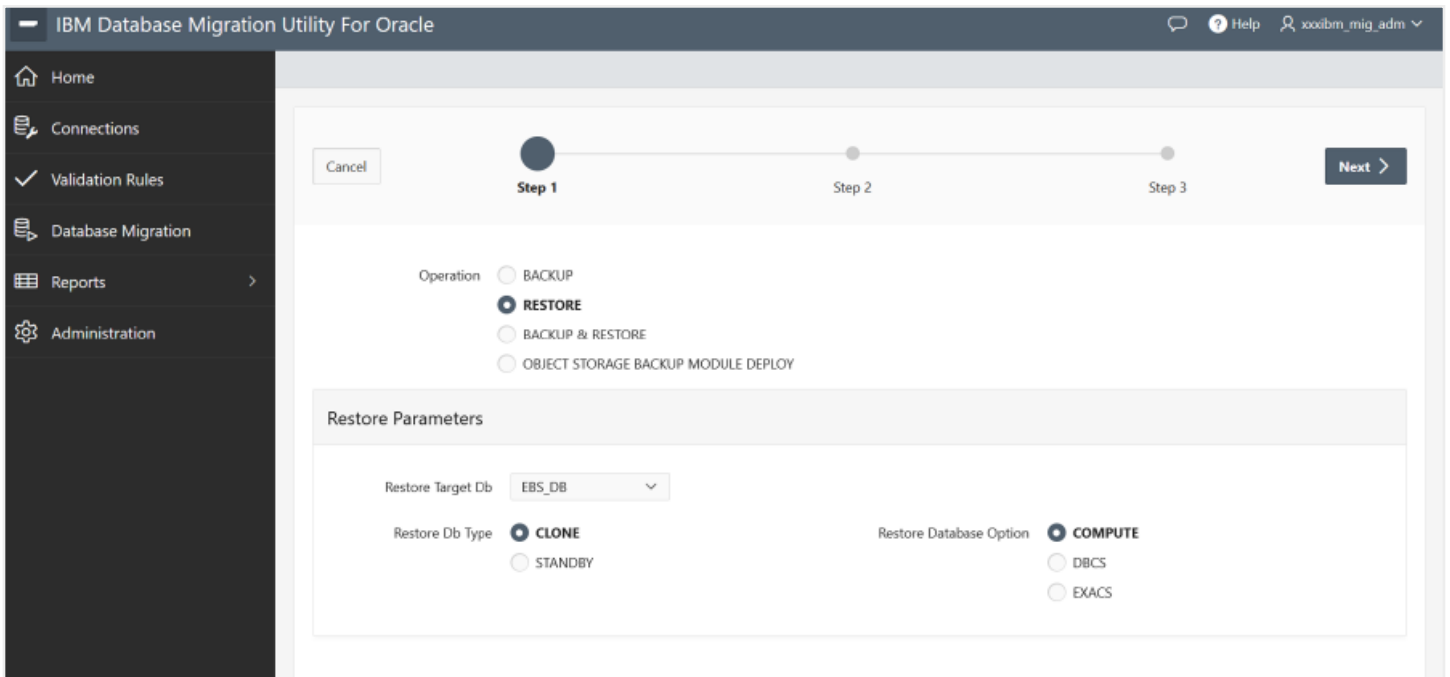 IBM Database Migration Utility For Oracle
Help
xxxibm_mig_adm
Home
Connections
Validation Rules
Database Migration
Reports
Administration
Cancel
Step 1
Step 2
Step 3
Next
Operation
BACKUP
RESTORE
BACKUP & RESTORE
OBJECT STORAGE BACKUP MODULE DEPLOY
Restore Parameters
Restore Target Db EBS_DB
Restore Db Type CLONE
STANDBY
Restore Database Option COMPUTE
DBCS
EXACS